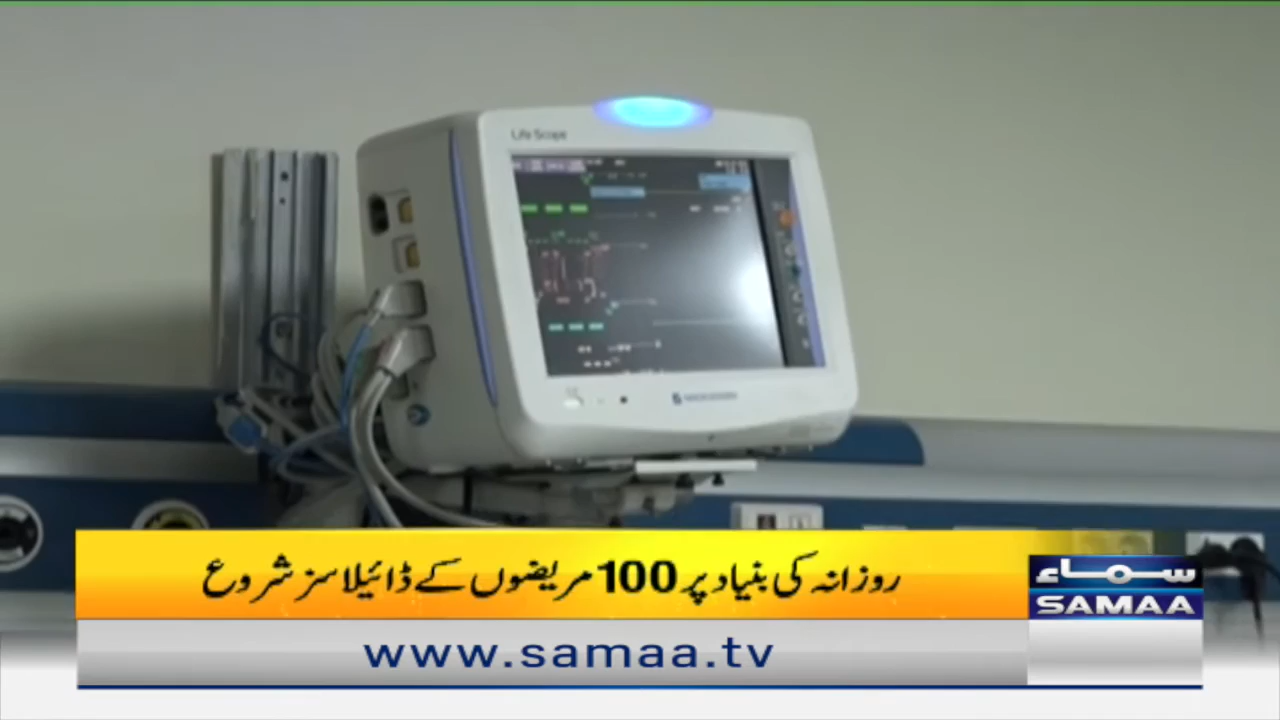 Life Scope
روزانہ کی بنیاد پر 100 مریضوں کے ڈائیلاسز شروع
سماء
SAMAA
www.samaa.tv